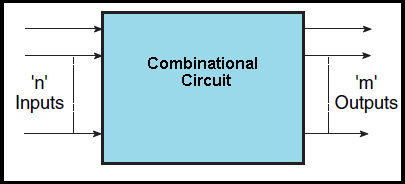 Combinational
Circuit
'n'
Inputs
'm'
Outputs